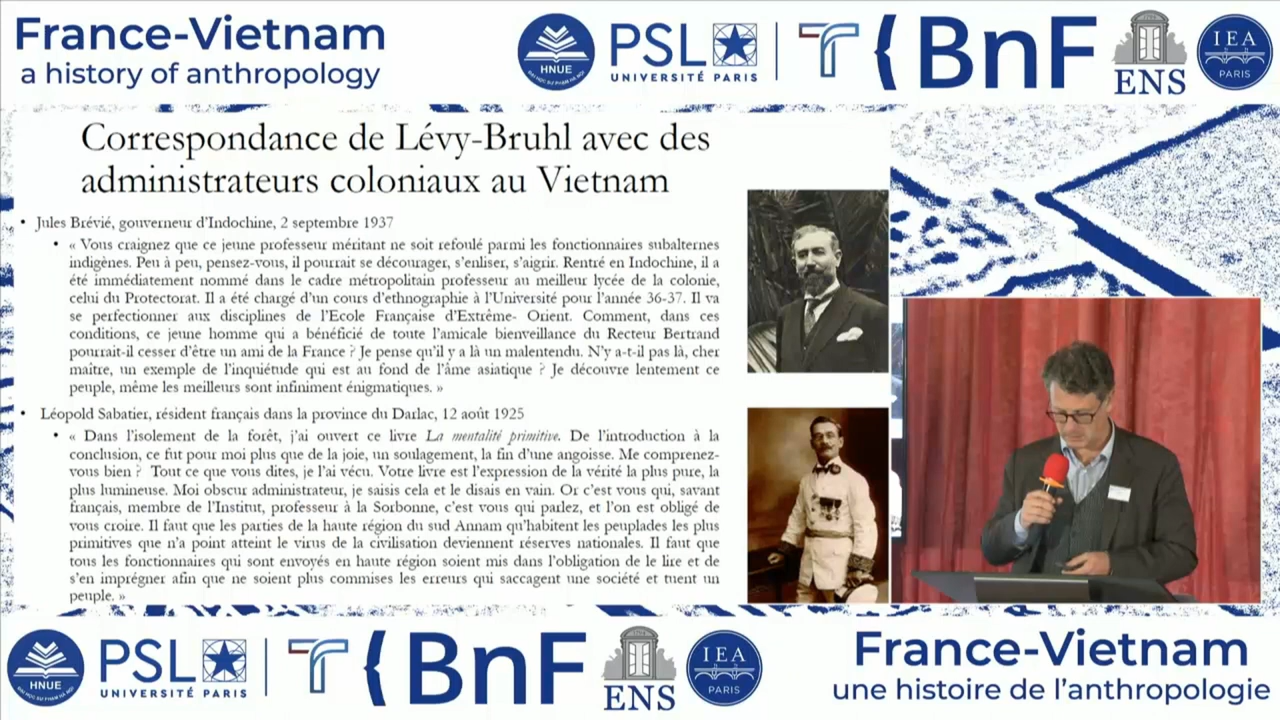 France-Vietnam
a history of anthropology
HNUE
ĐẠI HỌC SƯ PHẠM HÀ NỘI
PSL
UNIVERSITÉ PARIS
BnF
ENS
IEA
PARIS
Correspondance de Lévy-Bruhl avec des
administrateurs coloniaux au Vietnam
• Jules Brévié, gouverneur d'Indochine, 2 septembre 1937
• « Vous craignez que ce jeune professeur méritant ne soit refoulé parmi les fonctionnaires subalternes
indigènes. Peu à peu, pensez-vous, il pourrait se décourager, s'enliser, s'aigrir. Rentré en Indochine, il a
été immédiatement nommé dans le cadre métropolitain professeur au meilleur lycée de la colonie,
celui du Protectorat. Il a été chargé d'un cours d'ethnographie à l'Université pour l'année 36-37. Il va
se perfectionner aux disciplines de l'Ecole Française d'Extrême- Orient. Comment, dans ces
conditions, ce jeune homme qui a bénéficié de toute l'amicale bienveillance du Recteur Bertrand
pourrait-il cesser d'être un ami de la France ? Je pense qu'il y a là un malentendu. N'y a-t-il pas là, cher
maitre, un exemple de l'inquiétude qui est au fond de l'âme asiatique ? Je découvre lentement ce
peuple, même les meilleurs sont infiniment énigmatiques. »
• Léopold Sabatier, résident français dans la province du Darlac, 12 août 1925
• « Dans l'isolement de la forêt, j'ai ouvert ce livre La mentalité primitive. De l'introduction à la
conclusion, ce fut pour moi plus que de la joie, un soulagement, la fin d'une angoisse. Me comprenez-
vous bien ? Tout ce que vous dites, je l'ai vécu. Votre livre est l'expression de la vérité la plus pure, la
plus lumineuse. Moi obscur administrateur, je saisis cela et le disais en vain. Or c'est vous qui, savant
français, membre de l'Institut, professeur à la Sorbonne, c'est vous qui parlez, et l'on est obligé de
vous croire. Il faut que les parties de la haute région du sud Annam qu'habitent les peuplades les plus
primitives que n'a point atteint le virus de la civilisation deviennent réserves nationales. Il faut que
tous les fonctionnaires qui sont envoyés en haute région soient mis dans l'obligation de le lire et de
s'en imprégner afin que ne soient plus commises les erreurs qui saccagent une société et tuent un
peuple. »
HNUE
ĐẠI HỌC SƯ PHẠM HÀ NỘI
PSL
UNIVERSITÉ PARIS
BnF
ENS
IEA
PARIS
France-Vietnam
une histoire de l'anthropologie